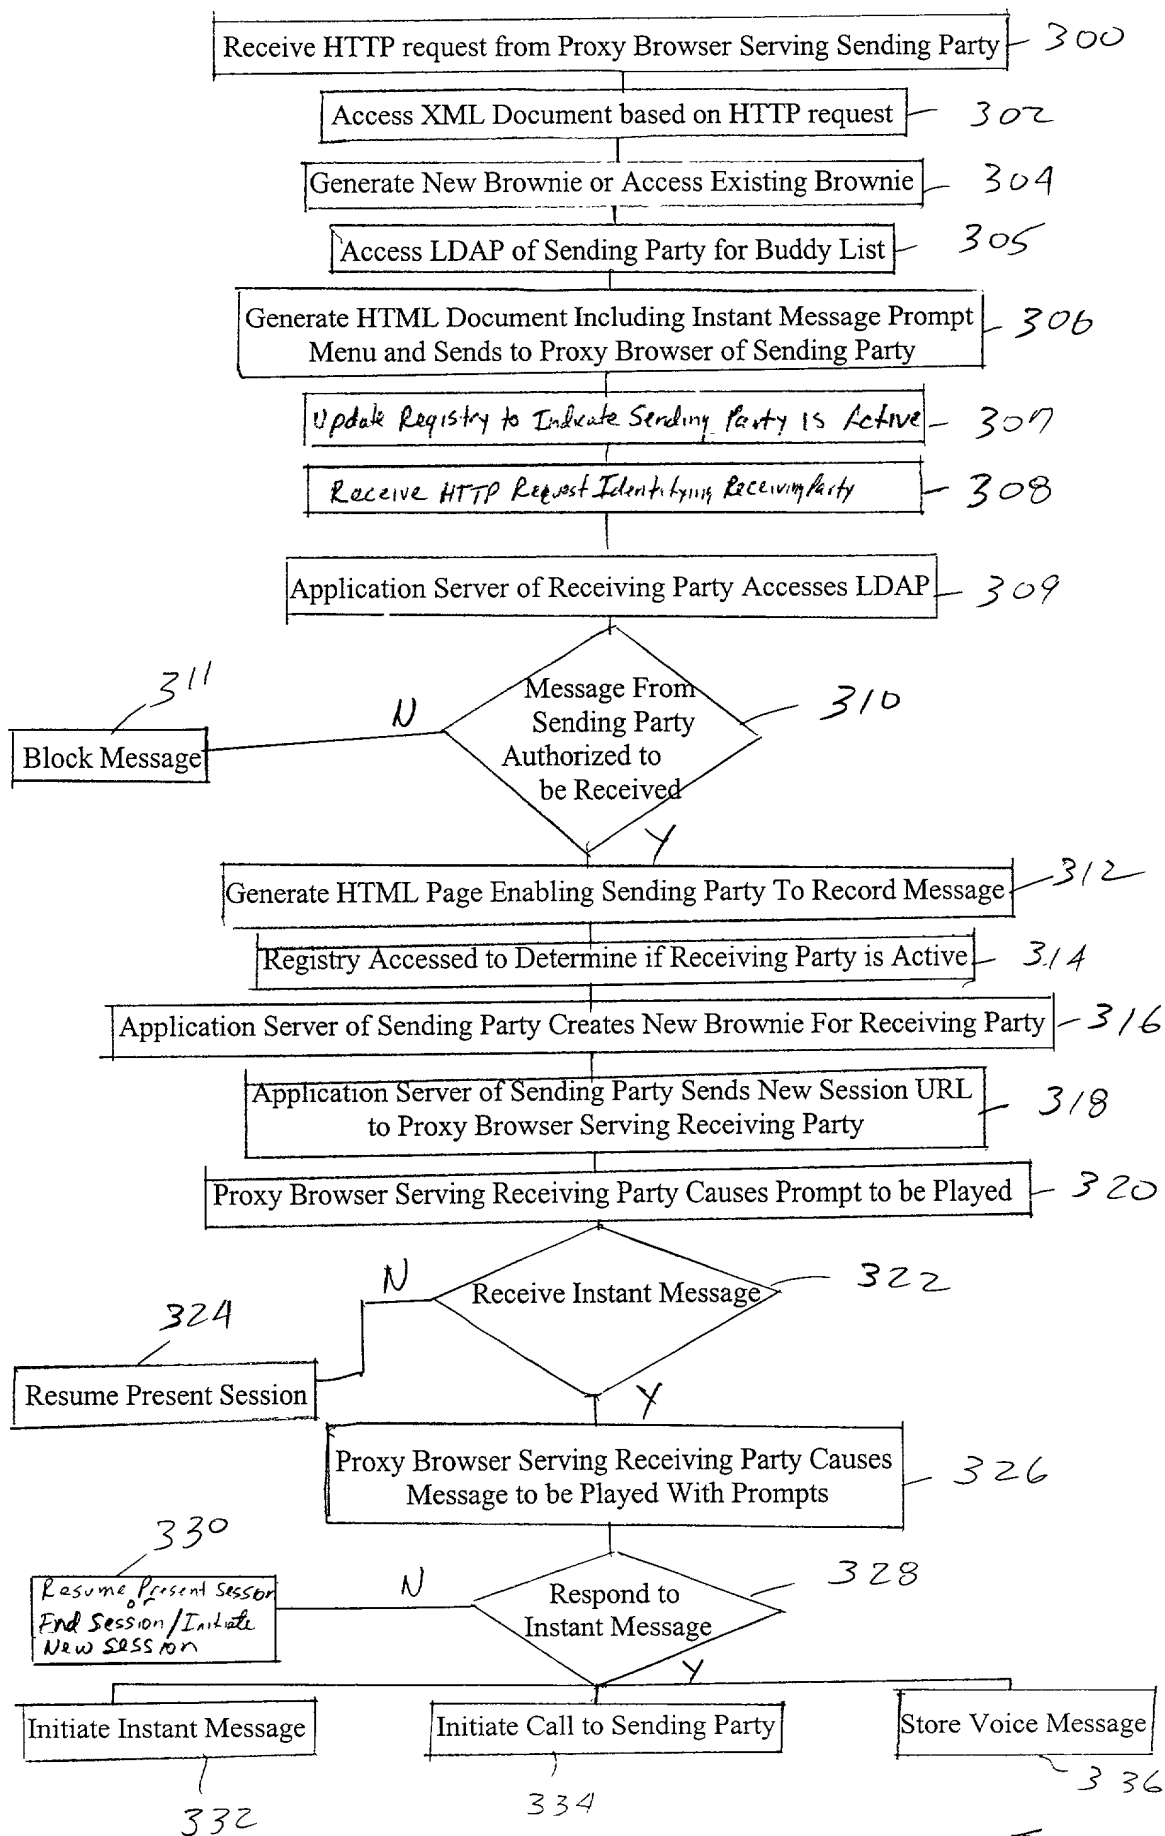 Receive HTTP request from Proxy Browser Serving Sending Party 300
Access XML Document based on HTTP request 302
Generate New Brownie or Access Existing Brownie 304
Access LDAP of Sending Party for Buddy List 305
Generate HTML Document Including Instant Message Prompt
Menu and Sends to Proxy Browser of Sending Party
306
Update Registry to Indicate Sending Party is Active 307
Receive HTTP Request Identifying Receiving Party 308
Application Server of Receiving Party Accesses LDAP 309
Message From
Sending Party
Authorized to
be Received
310
N
311
Block Message
Y
Generate HTML Page Enabling Sending Party To Record Message 312
Registry Accessed to Determine if Receiving Party is Active 314
Application Server of Sending Party Creates New Brownie For Receiving Party 316
Application Server of Sending Party Sends New Session URL
to Proxy Browser Serving Receiving Party
318
Proxy Browser Serving Receiving Party Causes Prompt to be Played 320
Receive Instant Message 322
N
324
Resume Present Session
Y
Proxy Browser Serving Receiving Party Causes
Message to be Played With Prompts
326
Respond to
Instant Message
328
N
330
Resume Present Session
or
End Session/Initiate
New session
Y
Initiate Instant Message
Initiate Call to Sending Party
Store Voice Message
332
334
336